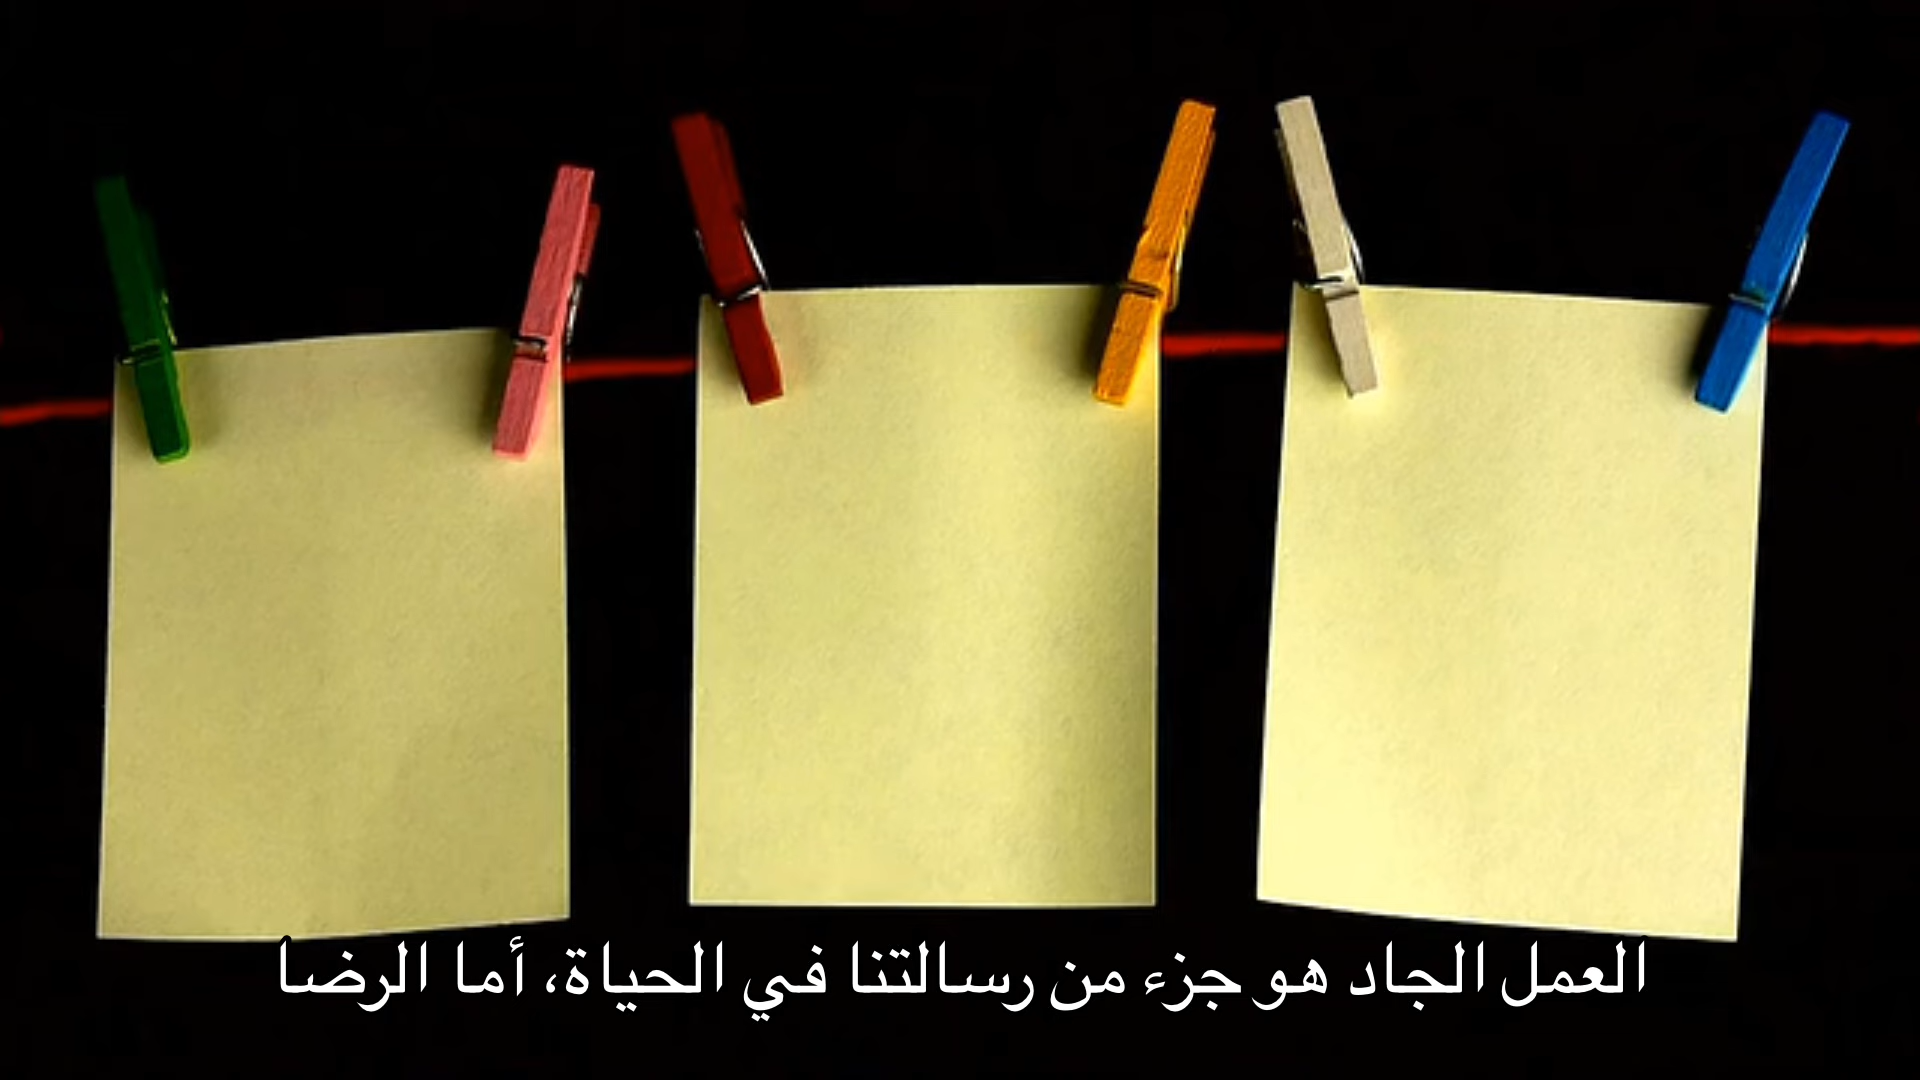 العمل الجاد هو جزء من رسالتنا في الحياة، أما الرضا